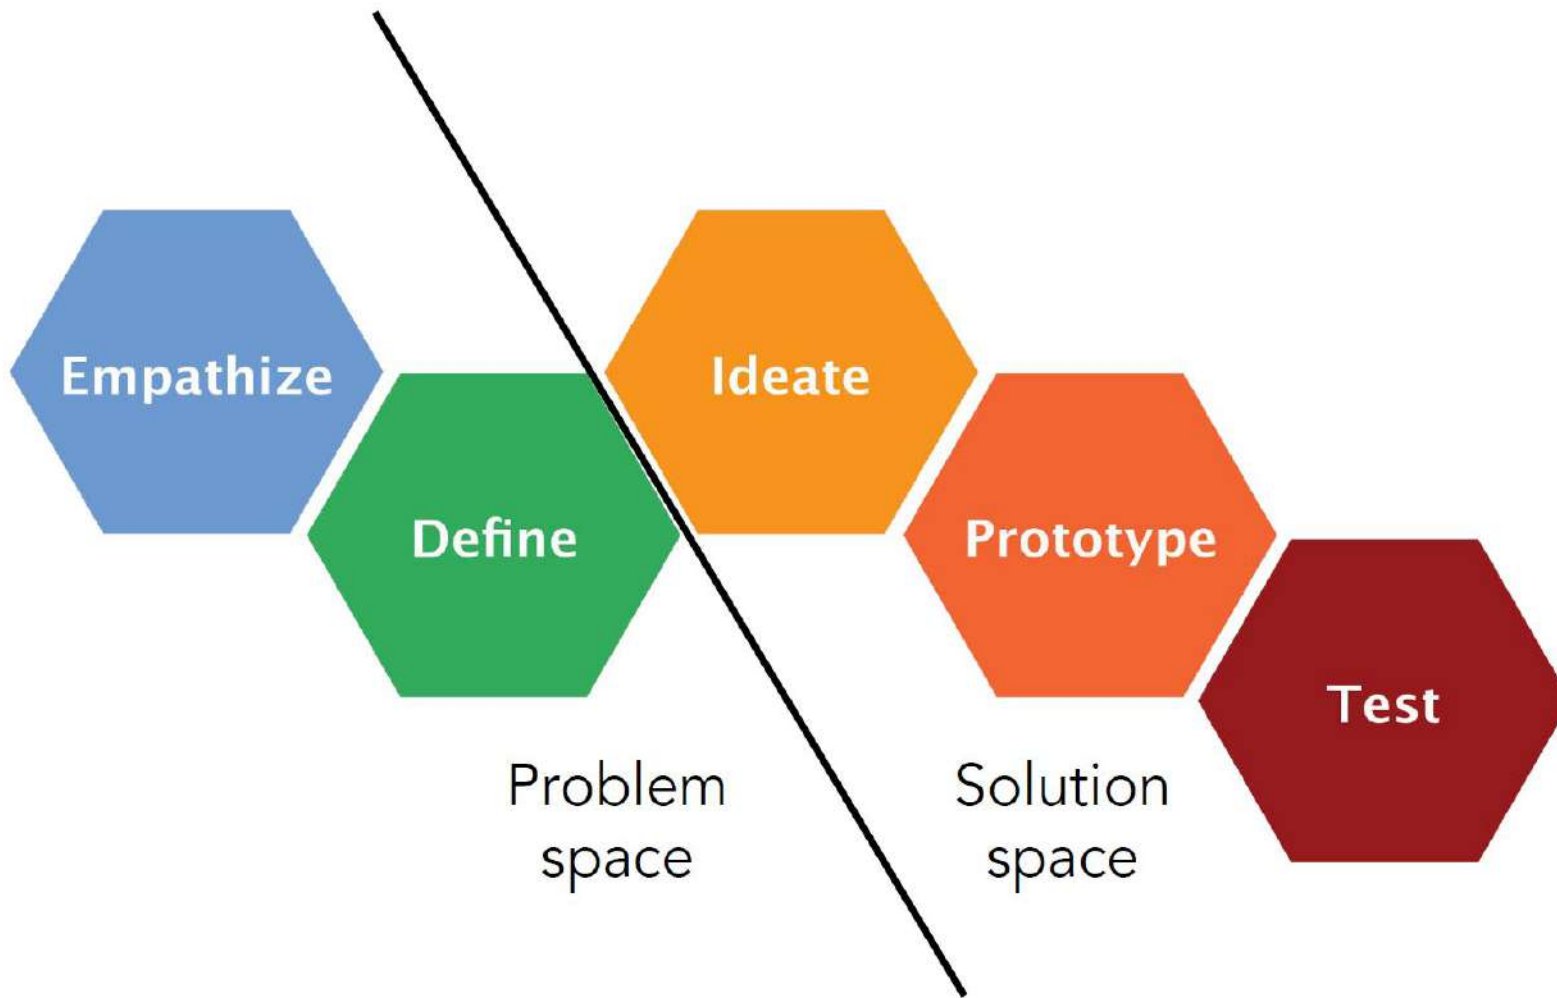 Empathize
Define
Ideate
Prototype
Test
Problem
space
Solution
space